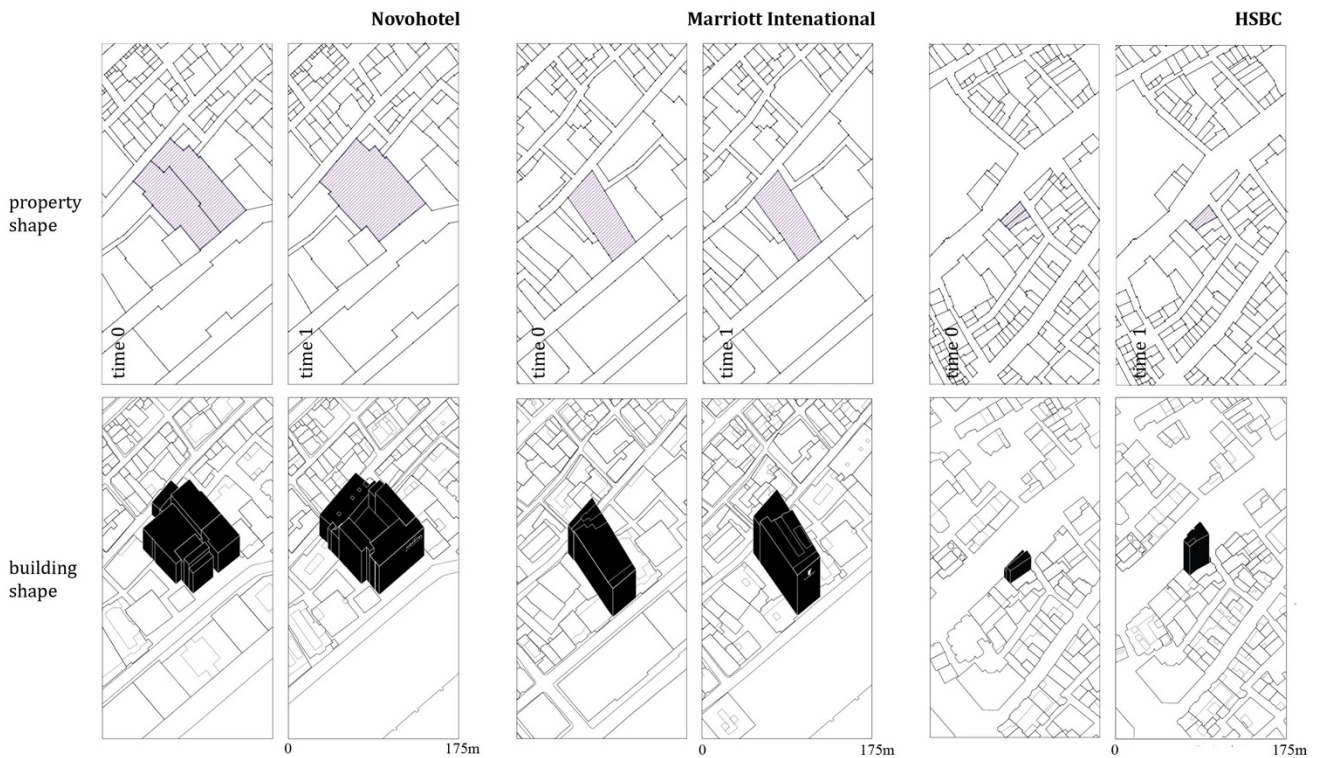 Novohotel
Marriott Intenational
HSBC
property
shape
time 0
time 1
time 0
time 1
time 0
time 1
building
shape
0
175m
0
175m
0
175m